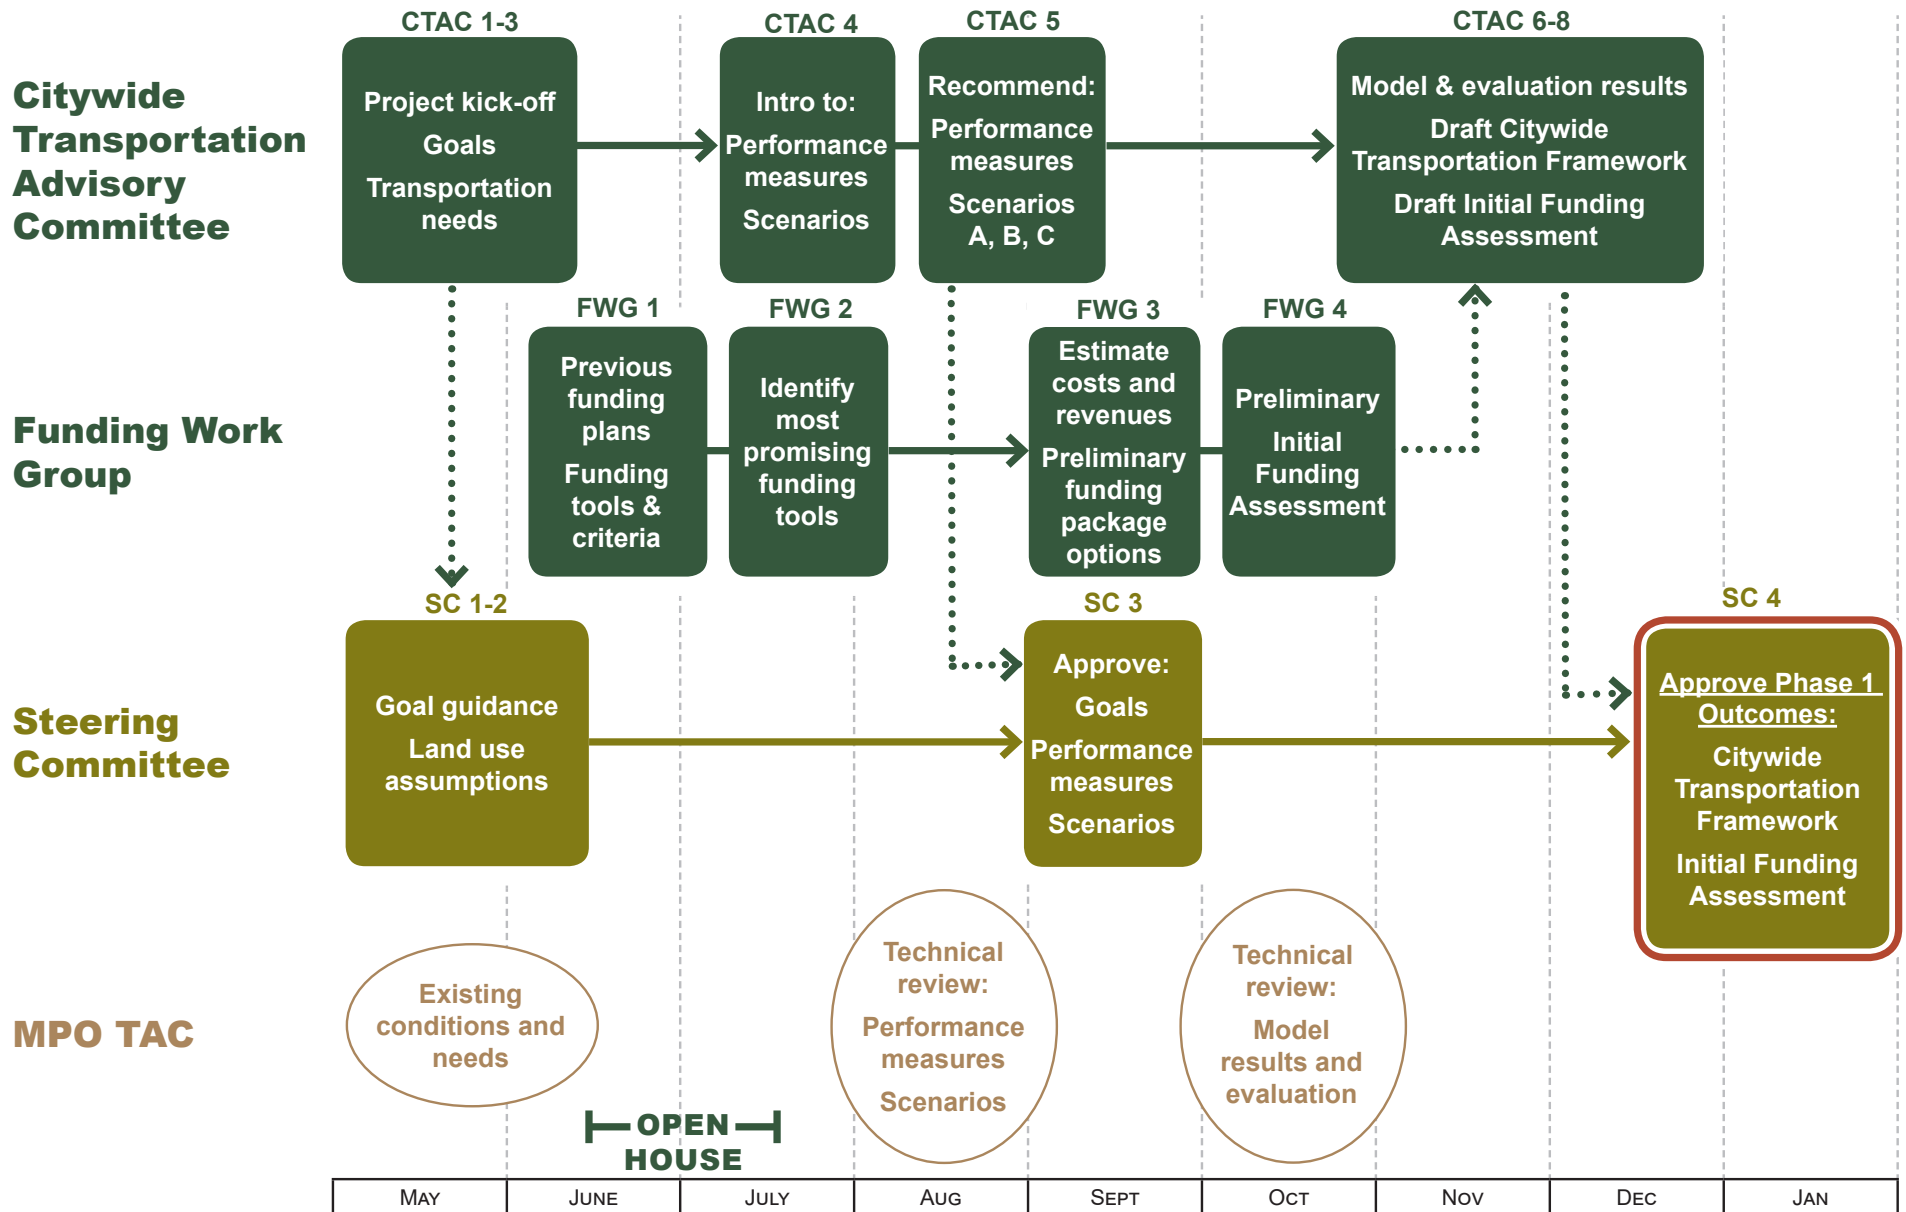 CTAC 1-3
CTAC 4
CTAC 5
CTAC 6-8
Citywide
Transportation
Advisory
Committee
Project kick-off
Goals
Transportation
needs
Intro to:
Performance
measures
Scenarios
Recommend:
Performance
measures
Scenarios
A, B, C
Model & evaluation results
Draft Citywide
Transportation Framework
Draft Initial Funding
Assessment
FWG 1
FWG 2
FWG 3
FWG 4
Funding Work
Group
Previous
funding
plans
Funding
tools &
criteria
Identify
most
promising
funding
tools
Estimate
costs and
revenues
Preliminary
funding
package
options
Preliminary
Initial
Funding
Assessment
SC 1-2
SC 3
SC 4
Steering
Committee
Goal guidance
Land use
assumptions
Approve:
Goals
Performance
measures
Scenarios
Approve Phase 1
Outcomes:
Citywide
Transportation
Framework
Initial Funding
Assessment
MPO TAC
Existing
conditions and
needs
Technical
review:
Performance
measures
Scenarios
Technical
review:
Model
results and
evaluation
OPEN
HOUSE
MAY
JUNE
JULY
AUG
SEPT
OCT
NOV
DEC
JAN